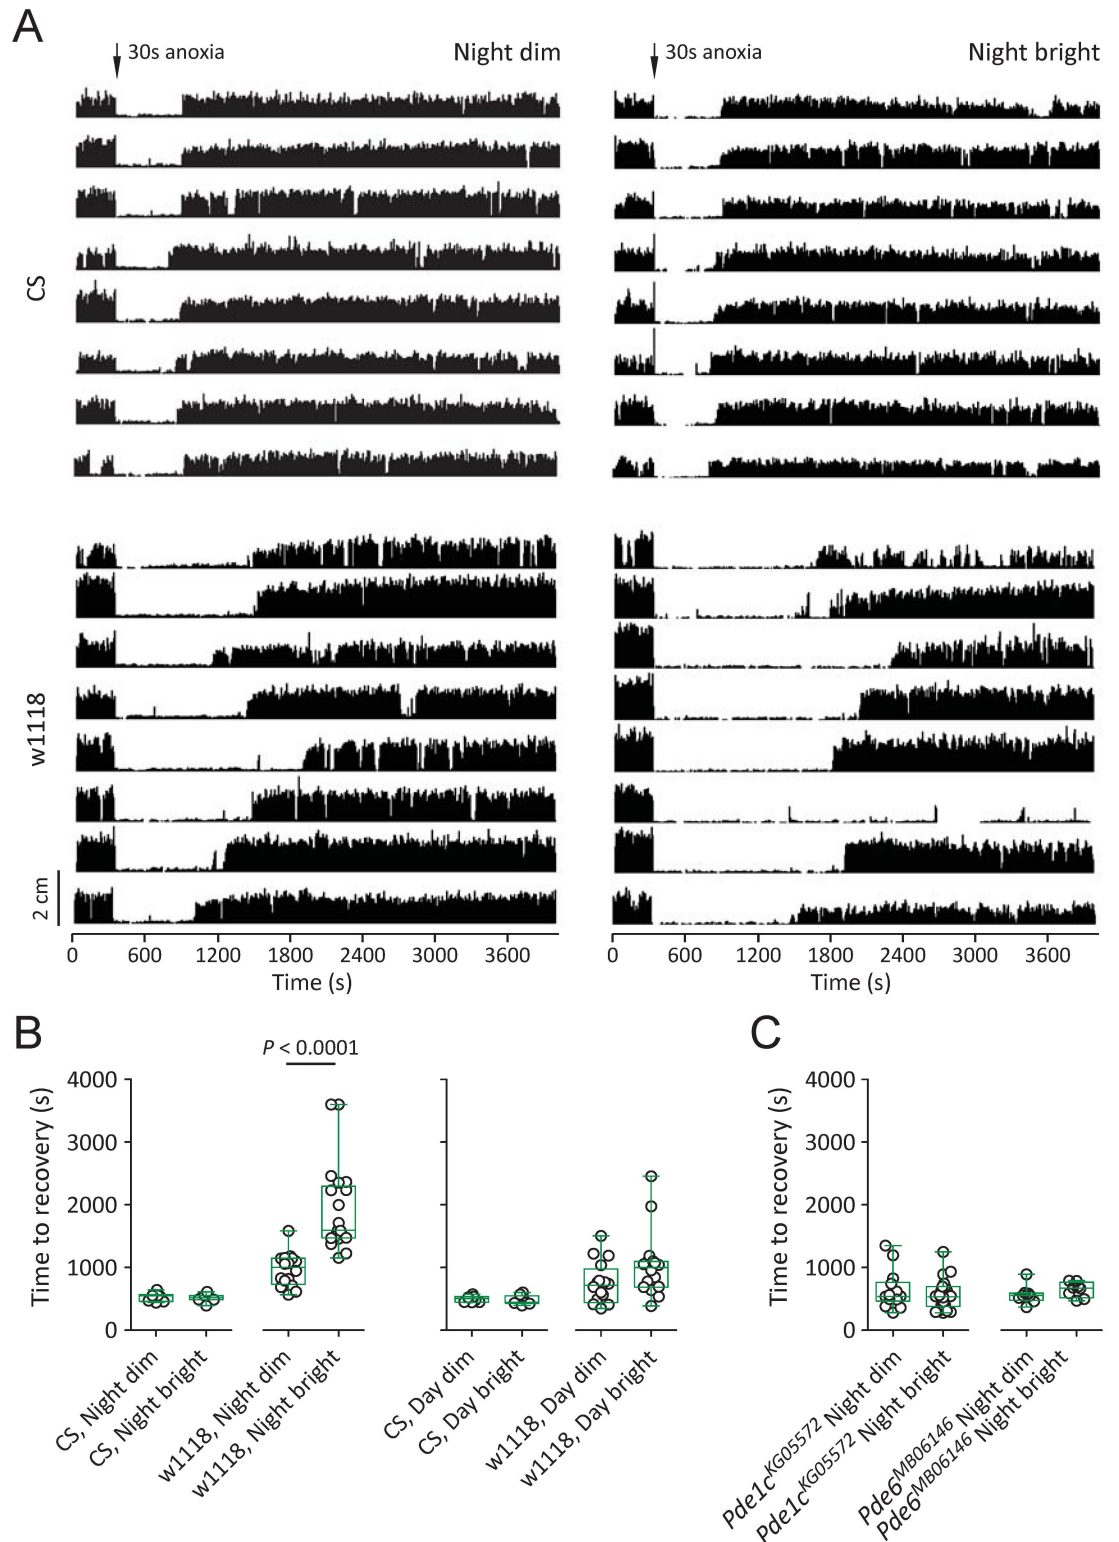 A
30s anoxia
Night dim
30s anoxia
Night bright
CS
w1118
2 cm
0 600 1200 1800 2400 3000 3600
Time (s)
0 600 1200 1800 2400 3000 3600
Time (s)
B
P < 0.0001
Time to recovery (s)
4000
3000
2000
1000
0
CS, Night dim
CS, Night bright
w1118, Night dim
w1118, Night bright
CS, Day dim
CS, Day bright
w1118, Day dim
w1118, Day bright
C
Time to recovery (s)
4000
3000
2000
1000
0
Pde1cKG05572 Night dim
Pde1cKG05572 Night bright
Pde6MB06146 Night dim
Pde6MB06146 Night bright